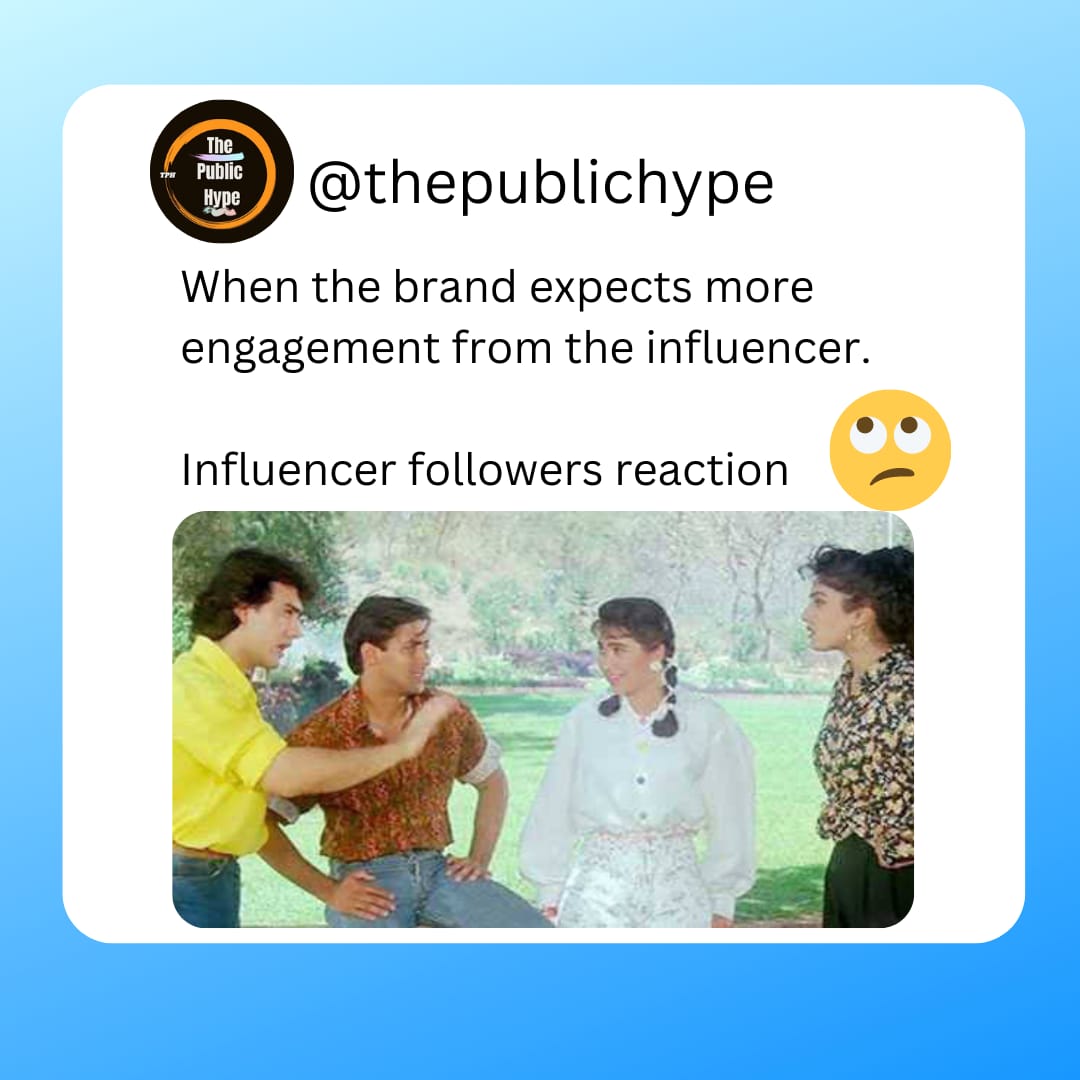 The
Public
Hype
TPH
@thepublichype
When the brand expects more
engagement from the influencer.
Influencer followers reaction